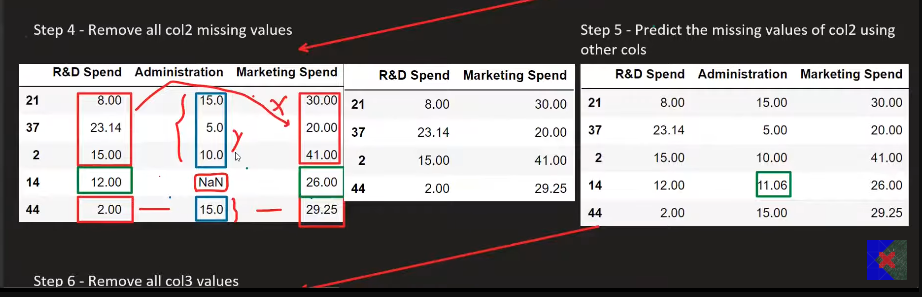 Step 4 - Remove all col2 missing values
R&D Spend Administration Marketing Spend
21 8.00 15.0 30.00
37 23.14 5.0 20.00
2 15.00 10.0 41.00
14 12.00 NaN 26.00
44 2.00 15.0 29.25
X
Y
R&D Spend Marketing Spend
21 8.00 30.00
37 23.14 20.00
2 15.00 41.00
44 2.00 29.25
Step 5 - Predict the missing values of col2 using
other cols
R&D Spend Administration Marketing Spend
21 8.00 15.00 30.00
37 23.14 5.00 20.00
2 15.00 10.00 41.00
14 12.00 11.06 26.00
44 2.00 15.00 29.25
Step 6 - Remove all col3 values